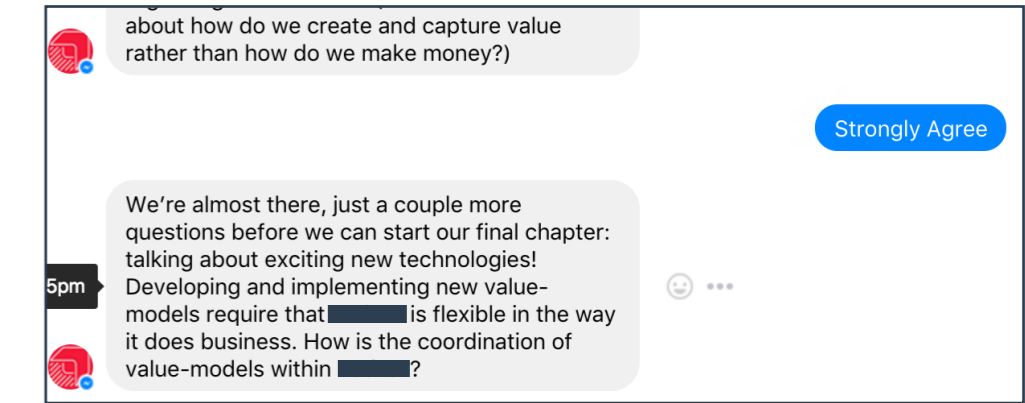 about how do we create and capture value
rather than how do we make money?)
Strongly Agree
We’re almost there, just a couple more
questions before we can start our final chapter:
talking about exciting new technologies!
5pm
Developing and implementing new value-
models require that is flexible in the way
it does business. How is the coordination of
value-models within ?